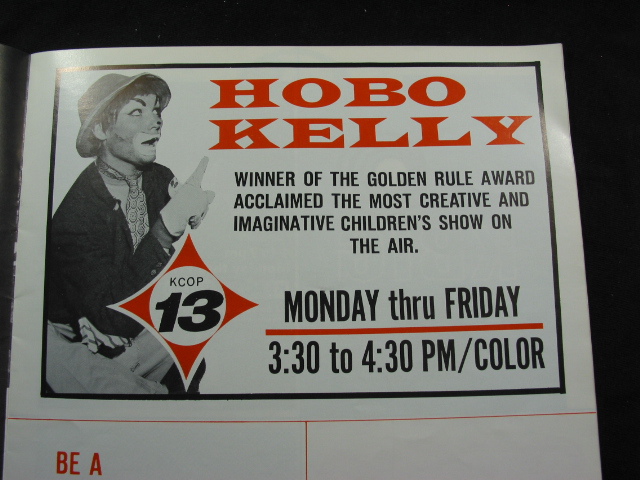 HOBO
KELLY
WINNER OF THE GOLDEN RULE AWARD
ACCLAIMED THE MOST CREATIVE AND
IMAGINATIVE CHILDREN'S SHOW ON
THE AIR.
KCOP
13
MONDAY thru FRIDAY
3:30 to 4:30 PM/COLOR
BE A